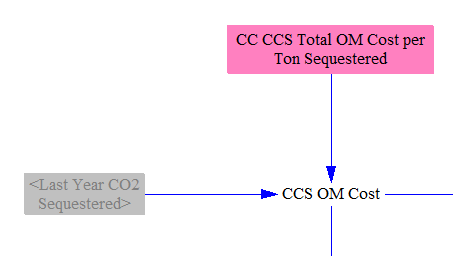 CC CCS Total OM Cost per
Ton Sequestered
<Last Year CO2
Sequestered>
CCS OM Cost